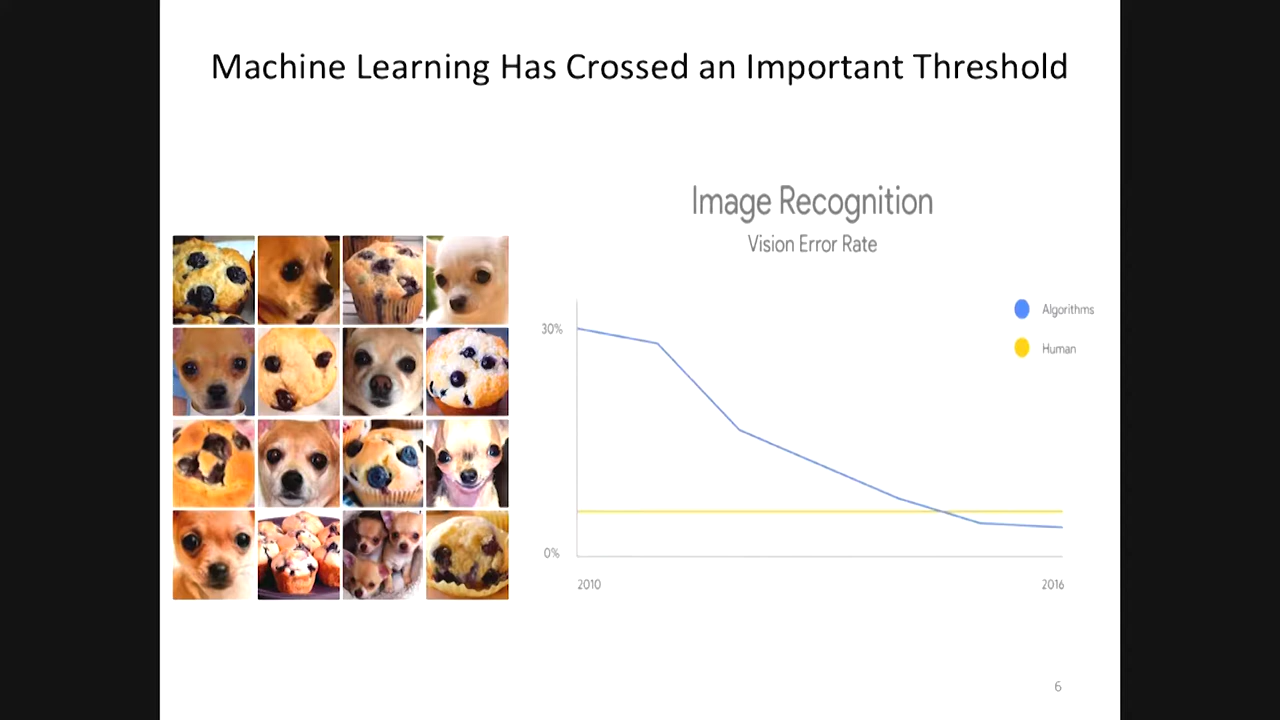 Machine Learning Has Crossed an Important Threshold
Image Recognition
Vision Error Rate
Algorithms
Human
30%
0%
2010
2016
6